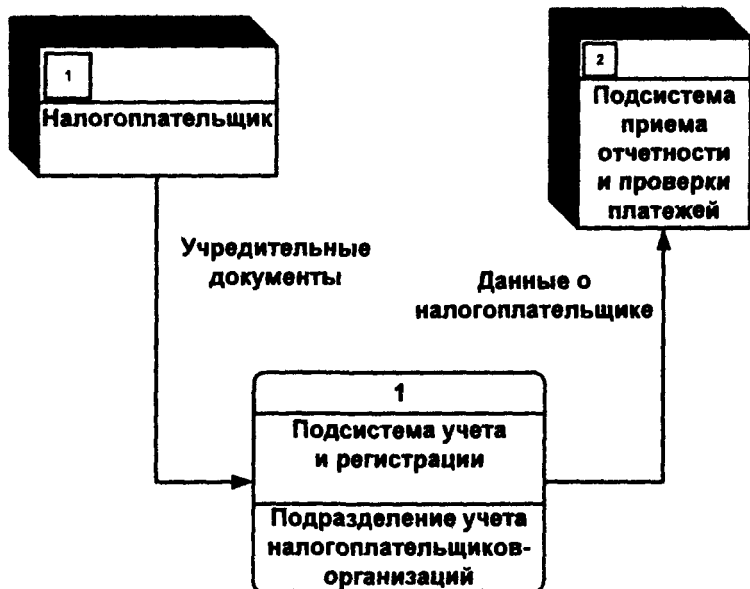 1
Налогоплательщик
2
Подсистема
приема
отчетности
и проверки
платежей
Учредительные
документы
Данные о
налогоплательщике
1
Подсистема учета
и регистрации
Подразделение учета
налогоплательщиков-
организаций